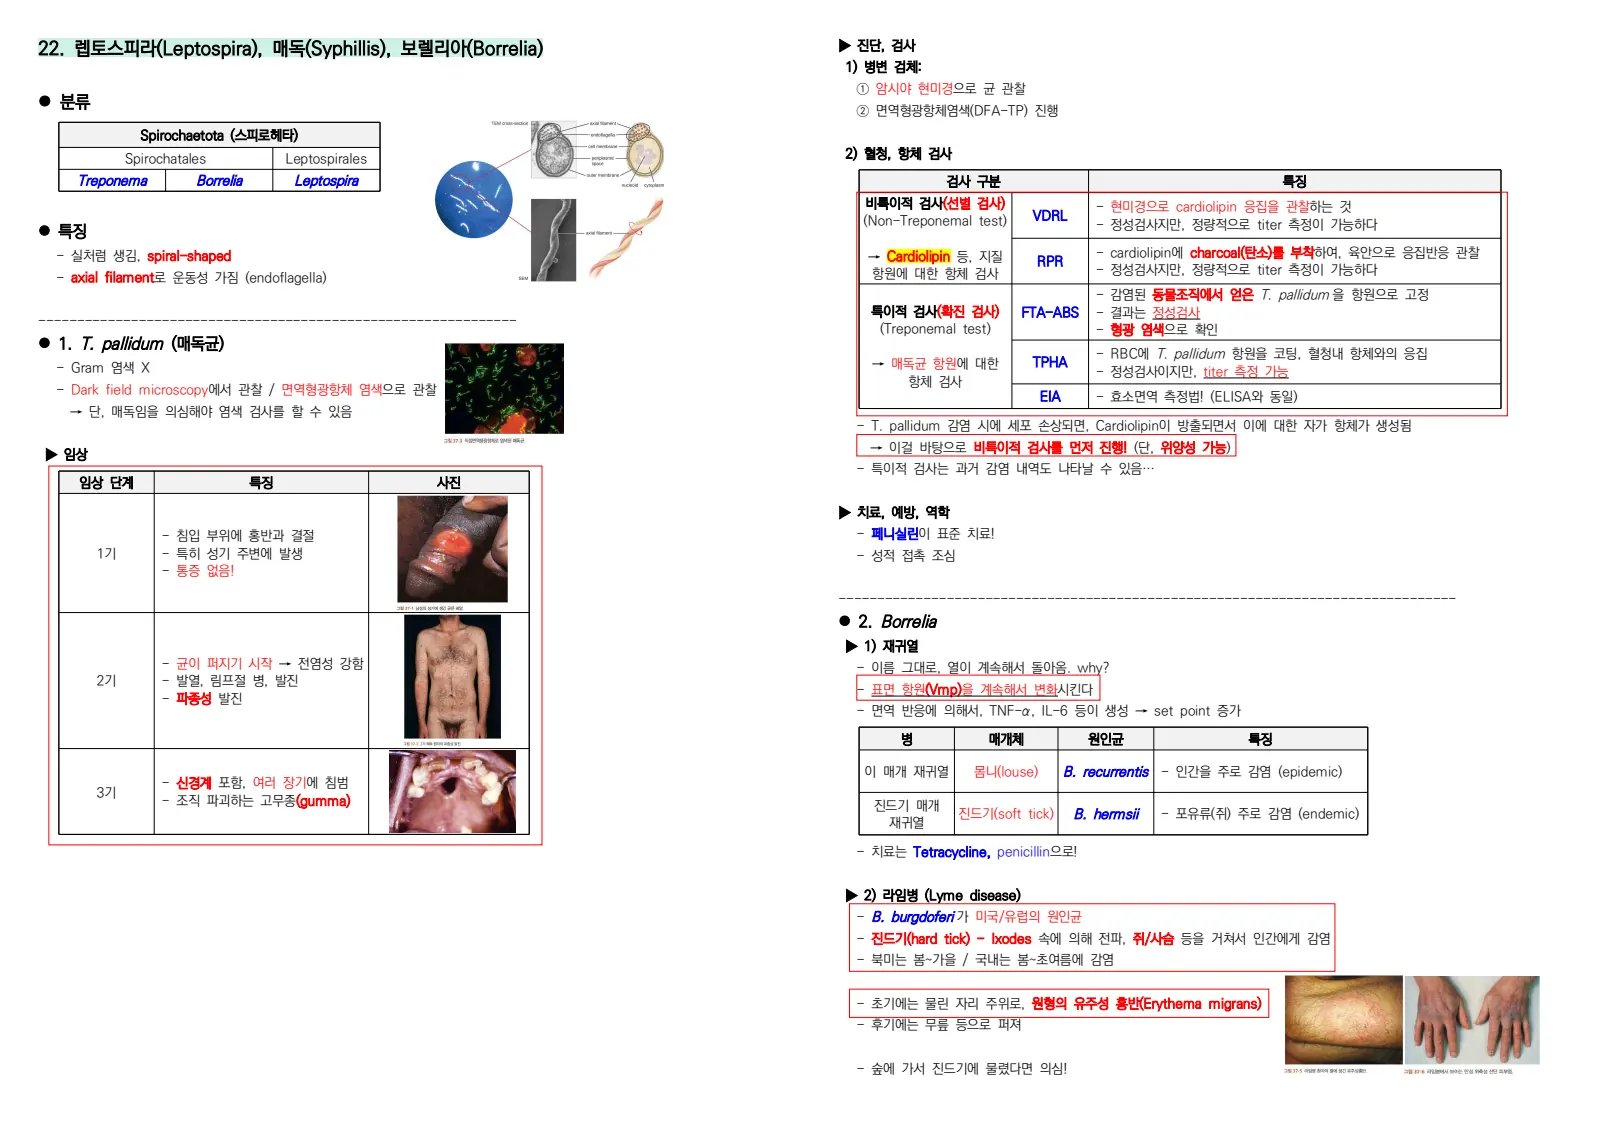 22. 렙토스피라(Leptospira), 매독(Syphillis), 보렐리아(Borrelia)
● 분류
Spirochaetota (스피로헤타)
Spirochatales Leptospirales
Treponema Borrelia Leptospira
TEM cross-section
axial filament
endoflagella
cell membrane
periplasmic space
outer membrane
nucleoid cytoplasm
axial filament
SEM
● 특징
- 실처럼 생김, spiral-shaped
- axial filament로 운동성 가짐 (endoflagella)
● 1. T. pallidum (매독균)
- Gram 염색 X
- Dark field microscopy에서 관찰 / 면역형광항체 염색으로 관찰
→ 단, 매독임을 의심해야 염색 검사를 할 수 있음
그림 37-3 직접면역형광항체로 염색된 매독균
▶ 임상
임상 단계 특징 사진
1기
- 침입 부위에 홍반과 결절
- 특히 성기 주변에 발생
- 통증 없음!
2기
- 균이 퍼지기 시작 → 전염성 강함
- 발열, 림프절 병, 발진
- 파종성 발진
3기
- 신경계 포함, 여러 장기에 침범
- 조직 파괴하는 고무종(gumma)
▶ 진단, 검사
1) 병변 검체:
① 암시야 현미경으로 균 관찰
② 면역형광항체염색(DFA-TP) 진행
2) 혈청, 항체 검사
검사 구분 특징
비특이적 검사(선별 검사)
(Non-Treponemal test)
→ Cardiolipin 등, 지질
항원에 대한 항체 검사
VDRL
- 현미경으로 cardiolipin 응집을 관찰하는 것
- 정성검사지만, 정량적으로 titer 측정이 가능하다
RPR
- cardiolipin에 charcoal(탄소)를 부착하여, 육안으로 응집반응 관찰
- 정성검사지만, 정량적으로 titer 측정이 가능하다
특이적 검사(확진 검사)
(Treponemal test)
→ 매독균 항원에 대한
항체 검사
FTA-ABS
- 감염된 동물조직에서 얻은 T. pallidum을 항원으로 고정
- 결과는 정성검사
- 형광 염색으로 확인
TPHA
- RBC에 T. pallidum 항원을 코팅, 혈청내 항체와의 응집
- 정성검사이지만, titer 측정 가능
EIA
- 효소면역 측정법! (ELISA와 동일)
- T. pallidum 감염 시에 세포 손상되면, Cardiolipin이 방출되면서 이에 대한 자가 항체가 생성됨
→ 이걸 바탕으로 비특이적 검사를 먼저 진행! (단, 위양성 가능)
- 특이적 검사는 과거 감염 내역도 나타날 수 있음…
▶ 치료, 예방, 역학
- 페니실린이 표준 치료!
- 성적 접촉 조심
● 2. Borrelia
▶ 1) 재귀열
- 이름 그대로, 열이 계속해서 돌아옴. why?
- 표면 항원(Vmp)을 계속해서 변화시킨다
- 면역 반응에 의해서, TNF-α, IL-6 등이 생성 → set point 증가
병 매개체 원인균 특징
이 매개 재귀열 몸니(louse) B. recurrentis - 인간을 주로 감염 (epidemic)
진드기 매개
재귀열
진드기(soft tick) B. hermsii - 포유류(쥐) 주로 감염 (endemic)
- 치료는 Tetracycline, penicillin으로!
▶ 2) 라임병 (Lyme disease)
- B. burgdoferi가 미국/유럽의 원인균
- 진드기(hard tick) - Ixodes 속에 의해 전파, 쥐/사슴 등을 거쳐서 인간에게 감염
- 북미는 봄~가을 / 국내는 봄~초여름에 감염
- 초기에는 물린 자리 주위로, 원형의 유주성 홍반(Erythema migrans)
- 후기에는 무릎 등으로 퍼져
- 숲에 가서 진드기에 물렸다면 의심!